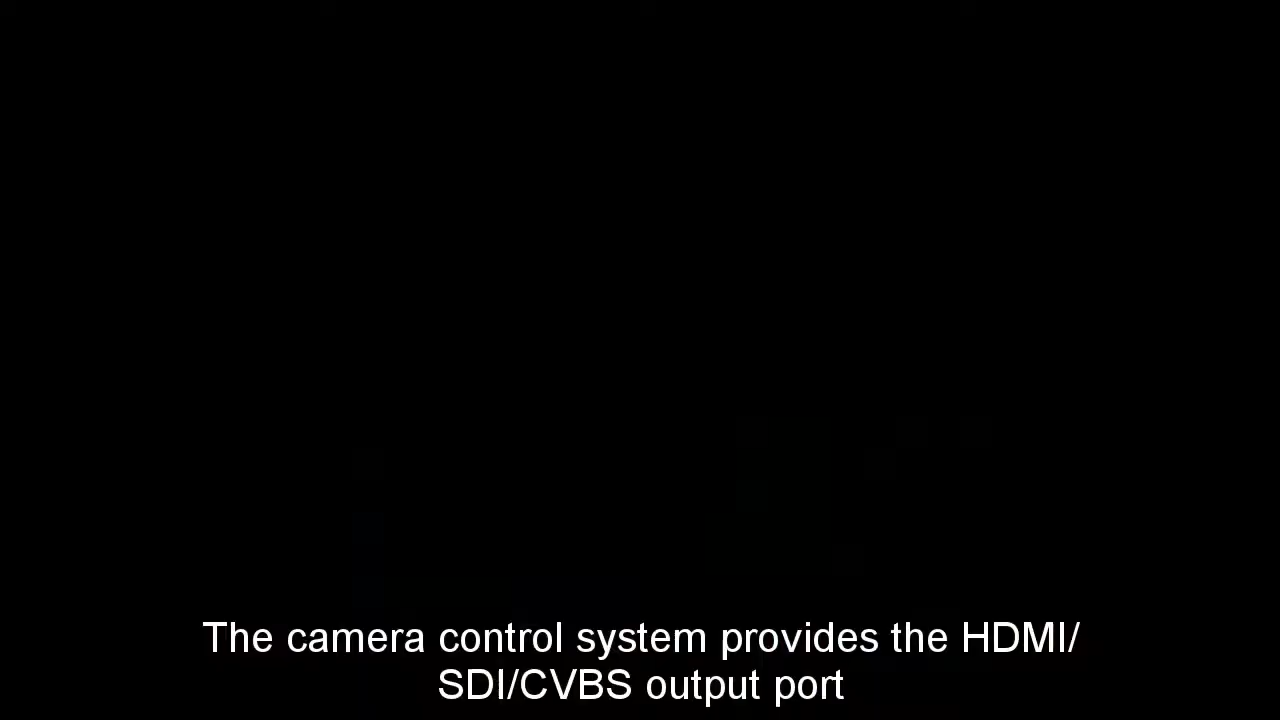 The camera control system provides the HDMI/
SDI/CVBS output port